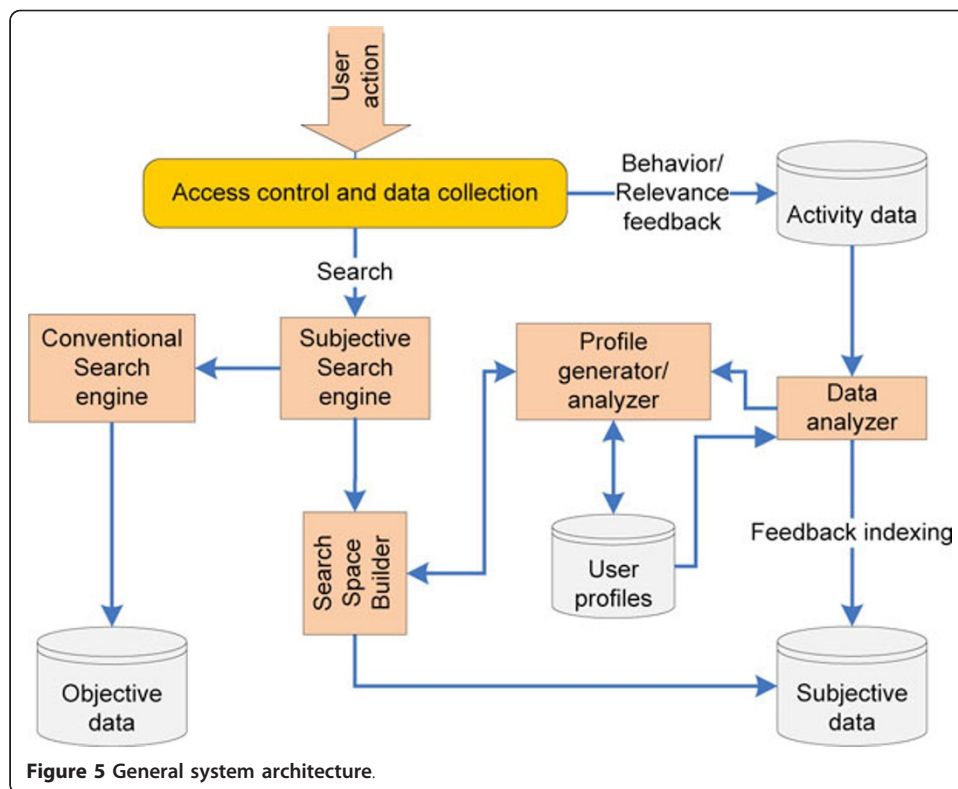 User
action
Access control and data collection
Behavior/
Relevance
feedback
Activity data
Search
Conventional
Search
engine
Subjective
Search
engine
Profile
generator/
analyzer
Data
analyzer
Search
Space
Builder
User
profiles
Feedback indexing
Objective
data
Subjective
data
Figure 5 General system architecture.